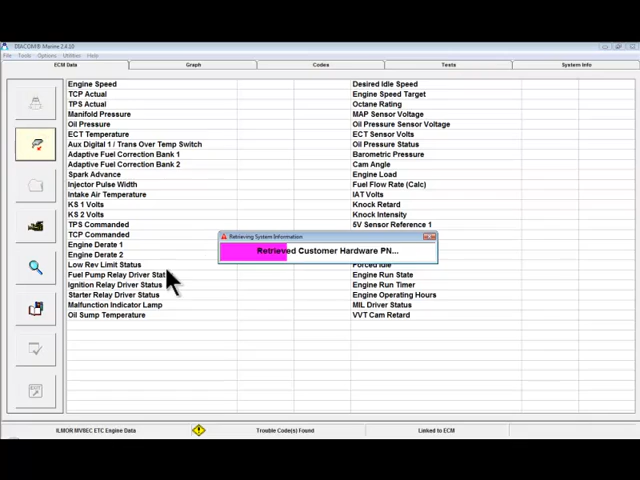 DIACOM® Marine 2.4.10
File Tools Options Utilities Help
ECM Data Graph Codes Tests System Info
Engine Speed Desired Idle Speed
TCP Actual Engine Speed Target
TPS Actual Octane Rating
Manifold Pressure MAP Sensor Voltage
Oil Pressure Oil Pressure Sensor Voltage
ECT Temperature ECT Sensor Volts
Aux Digital 1 / Trans Over Temp Switch Oil Pressure Status
Adaptive Fuel Correction Bank 1 Barometric Pressure
Adaptive Fuel Correction Bank 2 Cam Angle
Spark Advance Engine Load
Injector Pulse Width Fuel Flow Rate (Calc)
Intake Air Temperature IAT Volts
KS 1 Volts Knock Retard
KS 2 Volts Knock Intensity
TPS Commanded 5V Sensor Reference 1
TCP Commanded
Retrieving System Information
Engine Derate 1
Retrieved Customer Hardware PN...
Engine Derate 2
Low Rev Limit Status Forced Idle
Fuel Pump Relay Driver Stat Engine Run State
Ignition Relay Driver Status Engine Run Timer
Starter Relay Driver Status Engine Operating Hours
Malfunction Indicator Lamp MIL Driver Status
Oil Sump Temperature VVT Cam Retard
ILMOR MV8EC ETC Engine Data Trouble Code(s) Found Linked to ECM